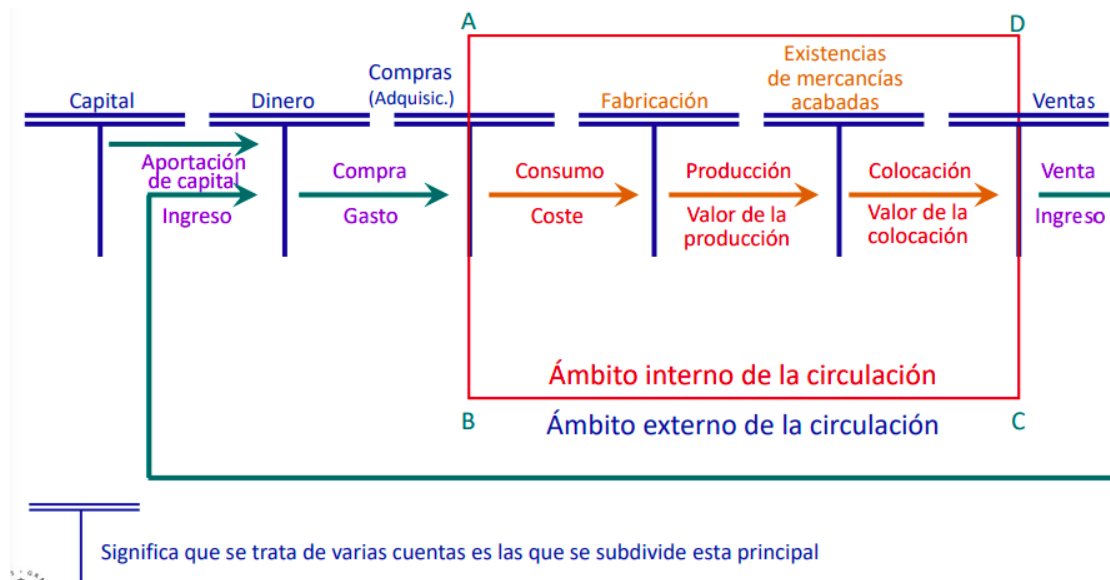 A
D
Existencias
de mercancías
acabadas
Compras
(Adquisic.)
Capital
Dinero
Fabricación
Ventas
Aportación
de capital
Ingreso
Compra
Gasto
Consumo
Coste
Producción
Valor de la
producción
Colocación
Valor de la
colocación
Venta
Ingreso
Ámbito interno de la circulación
B
Ámbito externo de la circulación
C
Significa que se trata de varias cuentas es las que se subdivide esta principal